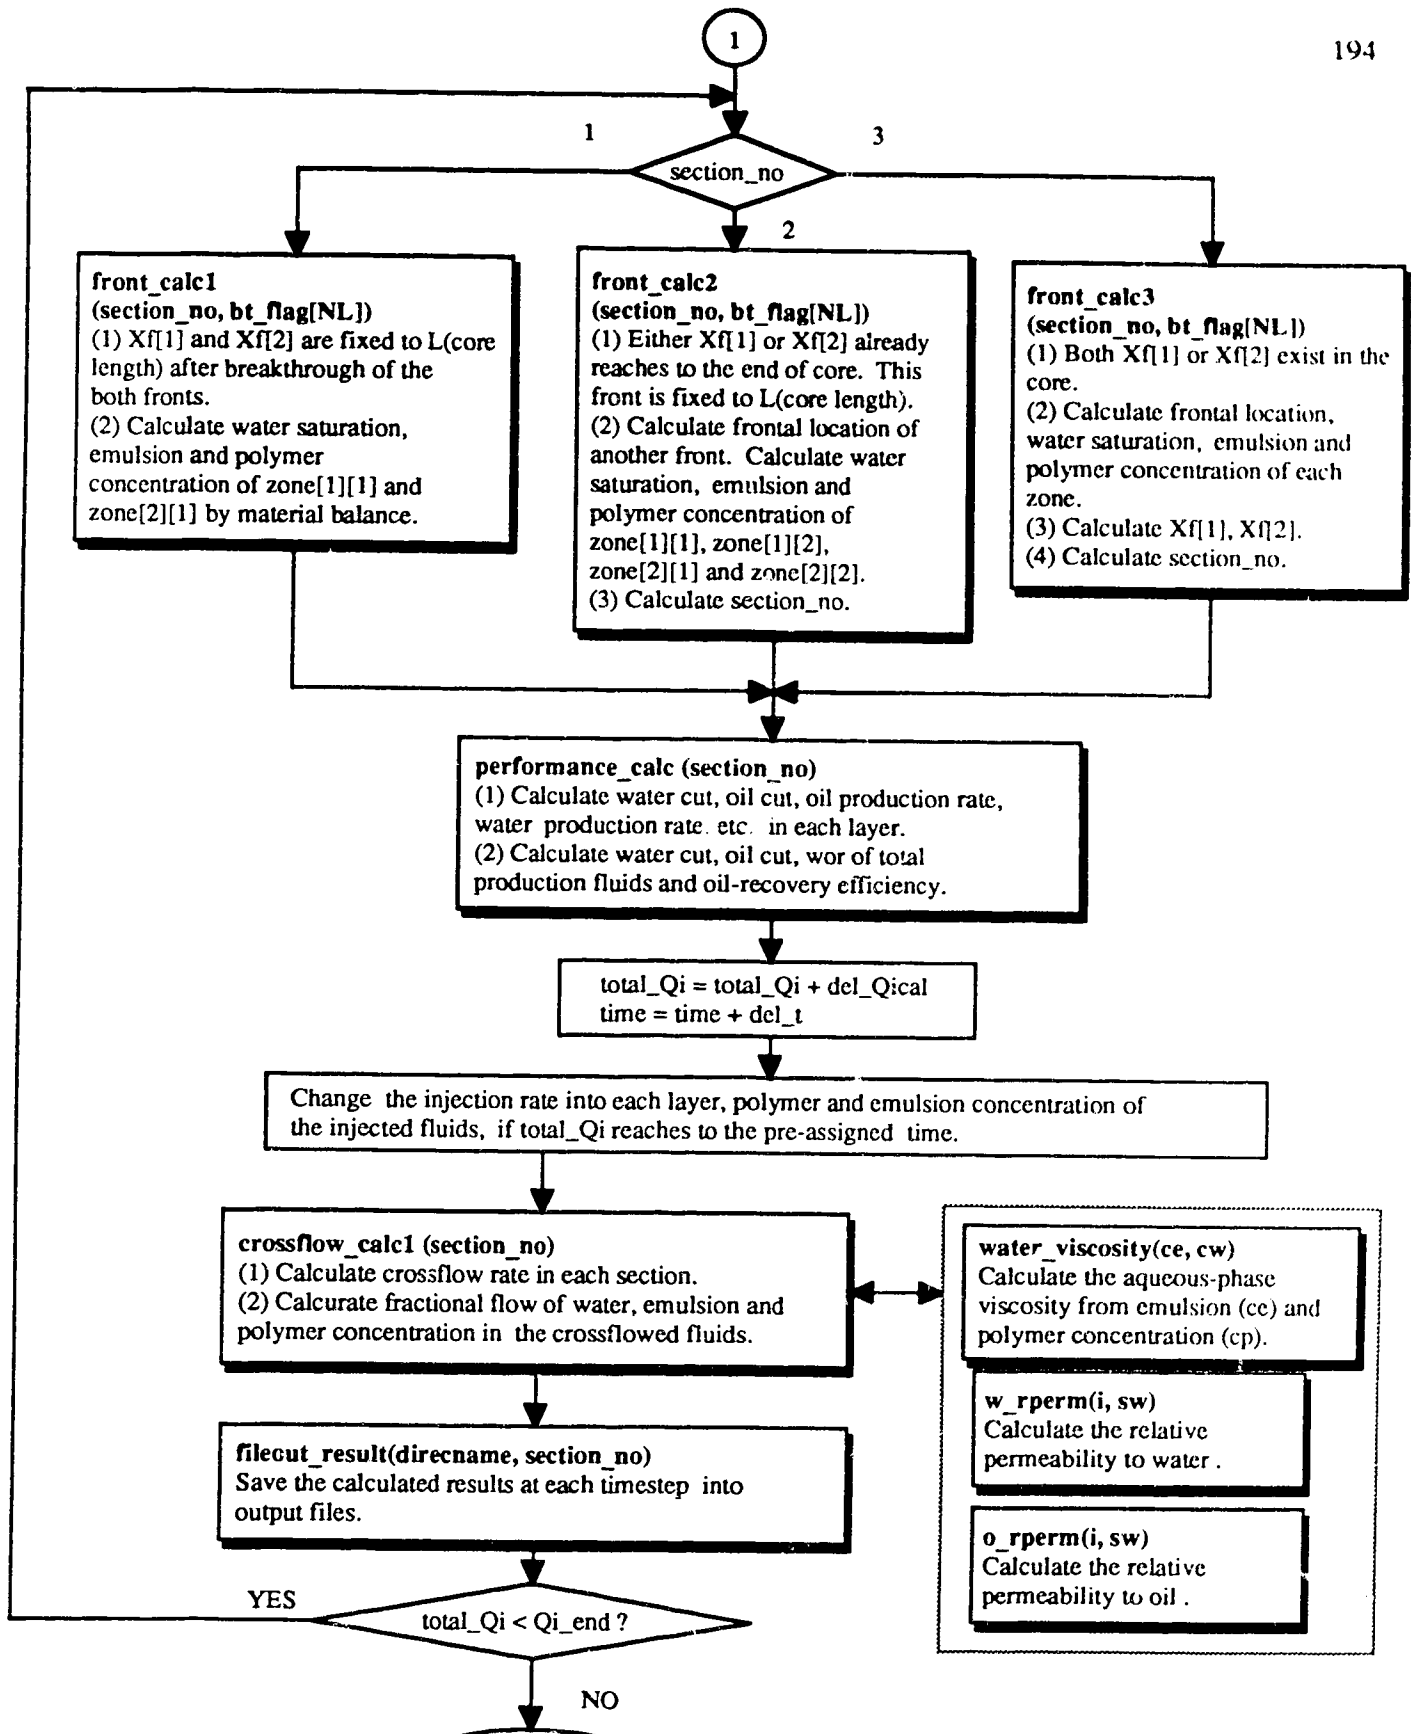 194
1
1
3
section_no
2
front_calc1
(section_no, bt_flag[NL])
(1) Xf[1] and Xf[2] are fixed to L(core
length) after breakthrough of the
both fronts.
(2) Calculate water saturation,
emulsion and polymer
concentration of zone[1][1] and
zone[2][1] by material balance.
front_calc2
(section_no, bt_flag[NL])
(1) Either Xf[1] or Xf[2] already
reaches to the end of core. This
front is fixed to L(core length).
(2) Calculate frontal location of
another front. Calculate water
saturation, emulsion and
polymer concentration of
zone[1][1], zone[1][2],
zone[2][1] and zone[2][2].
(3) Calculate section_no.
front_calc3
(section_no, bt_flag[NL])
(1) Both Xf[1] or Xf[2] exist in the
core.
(2) Calculate frontal location,
water saturation, emulsion and
polymer concentration of each
zone.
(3) Calculate Xf[1], Xf[2].
(4) Calculate section_no.
performance_calc (section_no)
(1) Calculate water cut, oil cut, oil production rate,
water production rate. etc. in each layer.
(2) Calculate water cut, oil cut, wor of total
production fluids and oil-recovery efficiency.
total_Qi = total_Qi + del_Qical
time = time + del_t
Change the injection rate into each layer, polymer and emulsion concentration of
the injected fluids, if total_Qi reaches to the pre-assigned time.
crossflow_calc1 (section_no)
(1) Calculate crossflow rate in each section.
(2) Calcurate fractional flow of water, emulsion and
polymer concentration in the crossflowed fluids.
water_viscosity(ce, cw)
Calculate the aqueous-phase
viscosity from emulsion (ce) and
polymer concentration (cp).
w_rperm(i, sw)
Calculate the relative
permeability to water .
o_rperm(i, sw)
Calculate the relative
permeability to oil .
fileout_result(direcname, section_no)
Save the calculated results at each timestep into
output files.
YES
total_Qi < Qi_end ?
NO